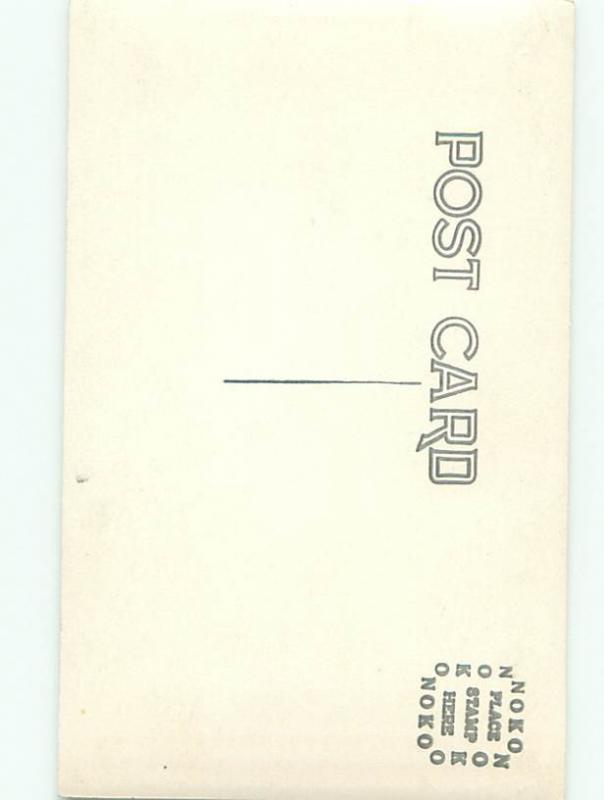 POST CARD
NOKO
N PLACE N
O O
K STAMP K
O HERE O
NOKO